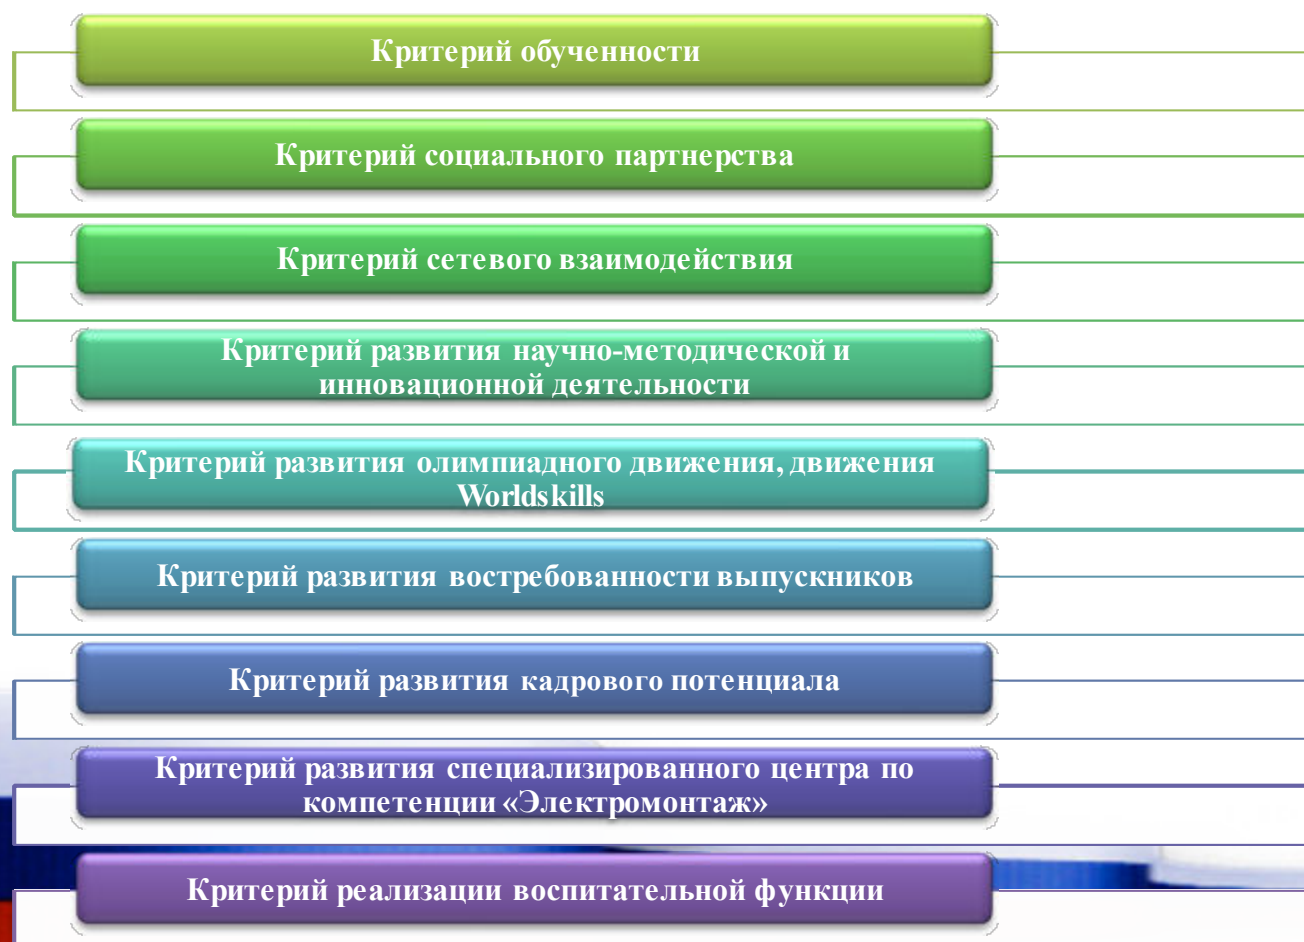 Критерий обученности
Критерий социального партнерства
Критерий сетевого взаимодействия
Критерий развития научно-методической и
инновационной деятельности
Критерий развития олимпиадного движения, движения
Worldskills
Критерий развития востребованности выпускников
Критерий развития кадрового потенциала
Критерий развития специализированного центра по
компетенции «Электромонтаж»
Критерий реализации воспитательной функции